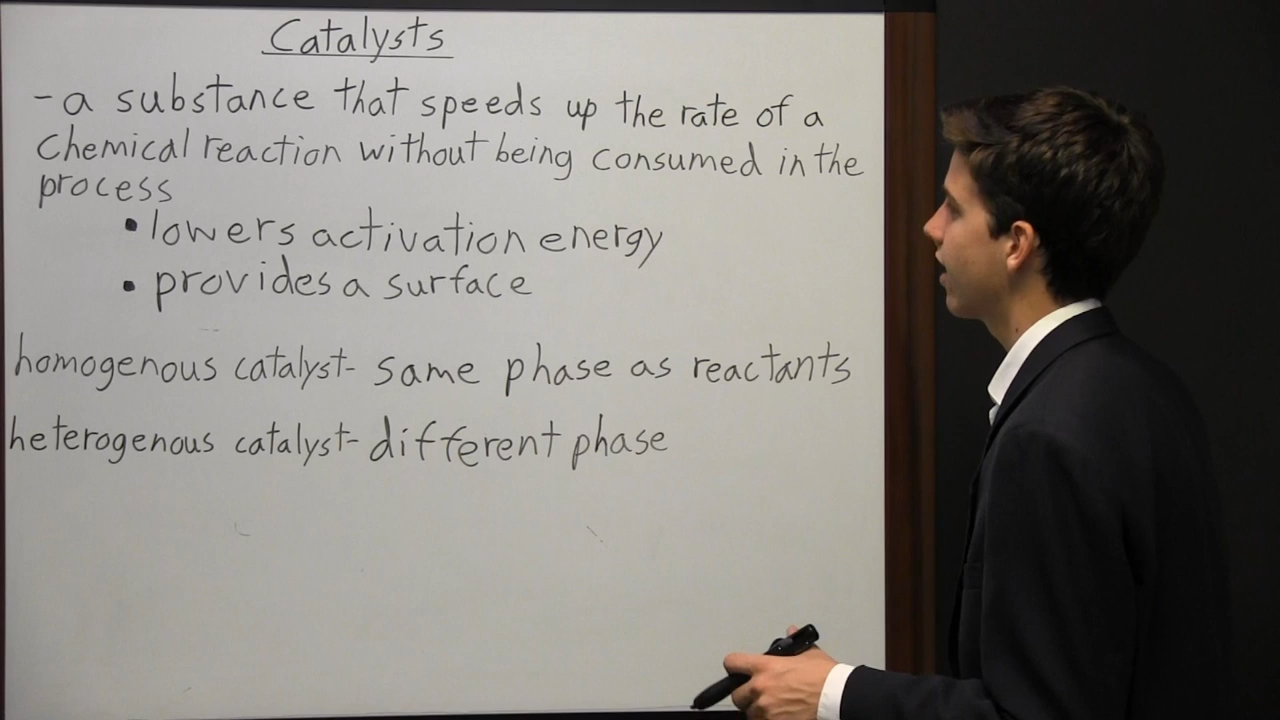 Catalysts
- a substance that speeds up the rate of a
chemical reaction without being consumed in the
process
• lowers activation energy
• provides a surface
homogenous catalyst- same phase as reactants
heterogenous catalyst- different phase